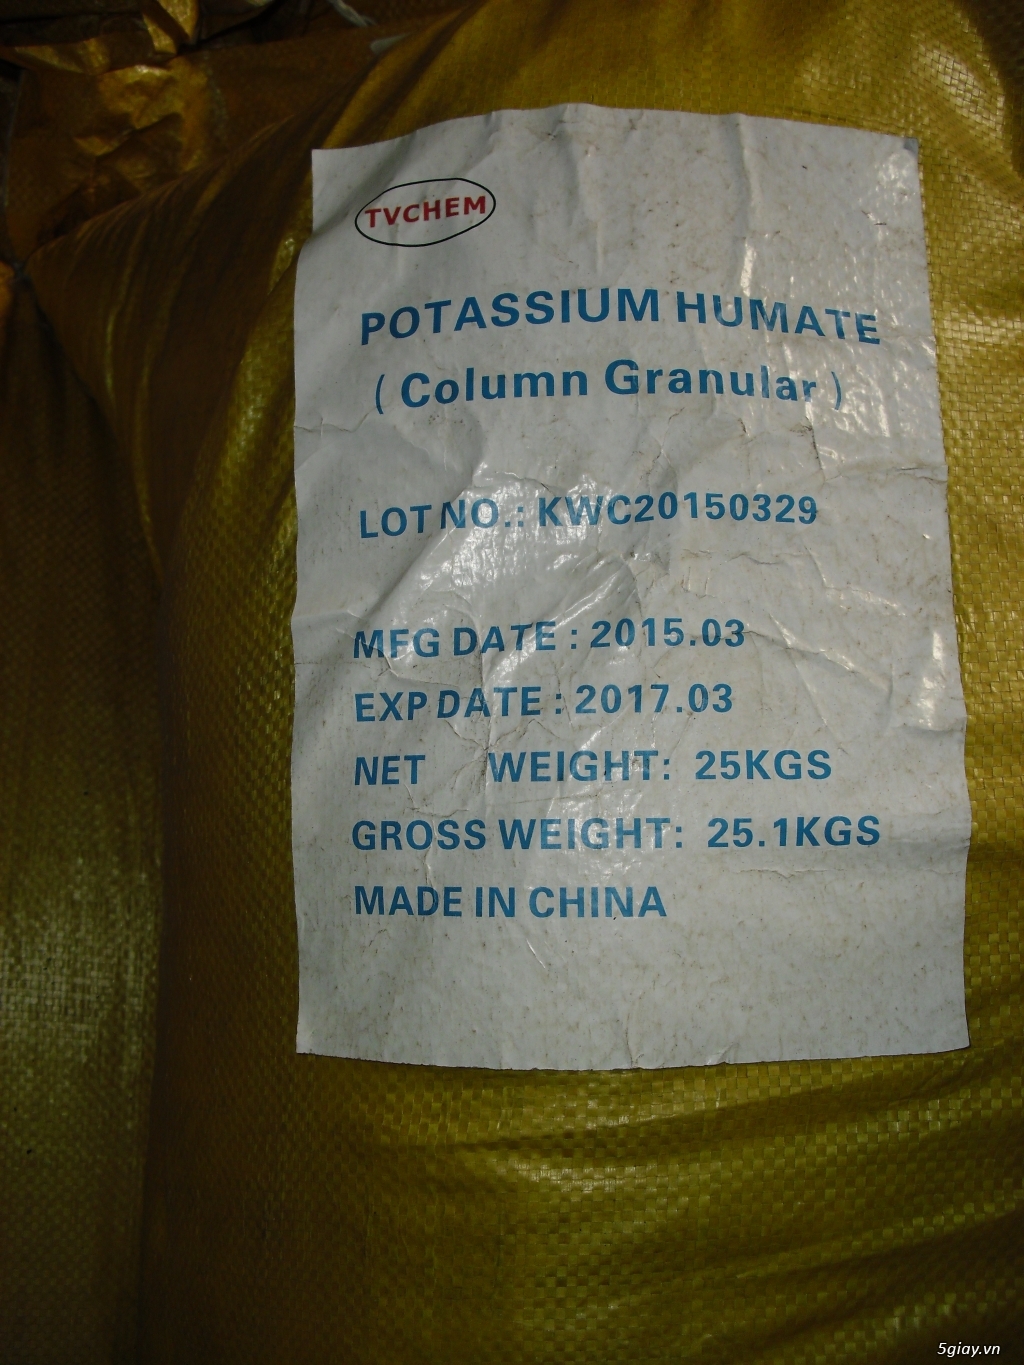 TVCHEM
POTASSIUM HUMATE
( Column Granular )
LOT NO.: KWC20150329
MFG DATE : 2015.03
EXP DATE : 2017.03
NET WEIGHT: 25KGS
GROSS WEIGHT: 25.1KGS
MADE IN CHINA
5giay.vn